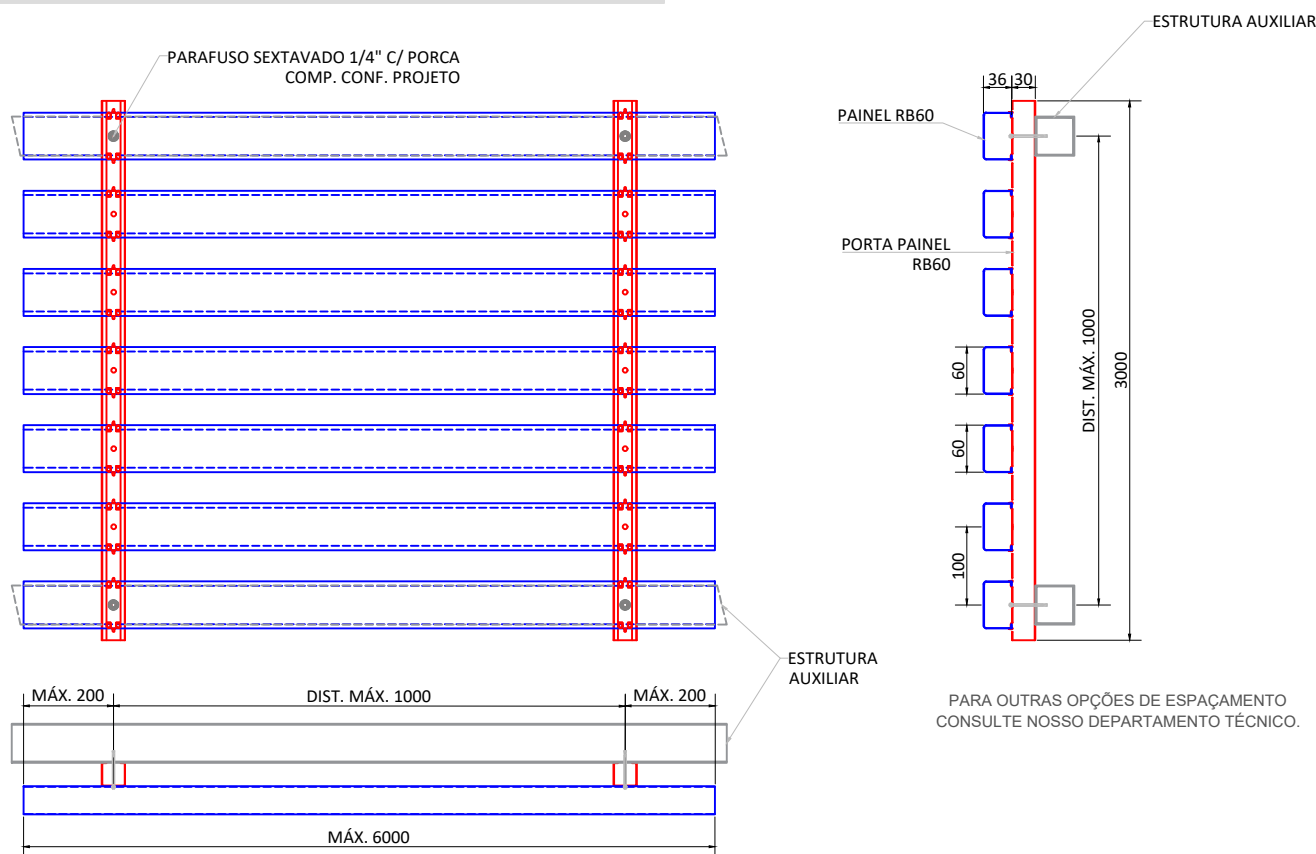 PARAFUSO SEXTAVADO 1/4" C/ PORCA
COMP. CONF. PROJETO
ESTRUTURA
AUXILIAR
MÁX. 200
DIST. MÁX. 1000
MÁX. 200
MÁX. 6000
ESTRUTURA AUXILIAR
36
30
PAINEL RB60
PORTA PAINEL
RB60
60
60
100
DIST. MÁX. 1000
3000
PARA OUTRAS OPÇÕES DE ESPAÇAMENTO
CONSULTE NOSSO DEPARTAMENTO TÉCNICO.